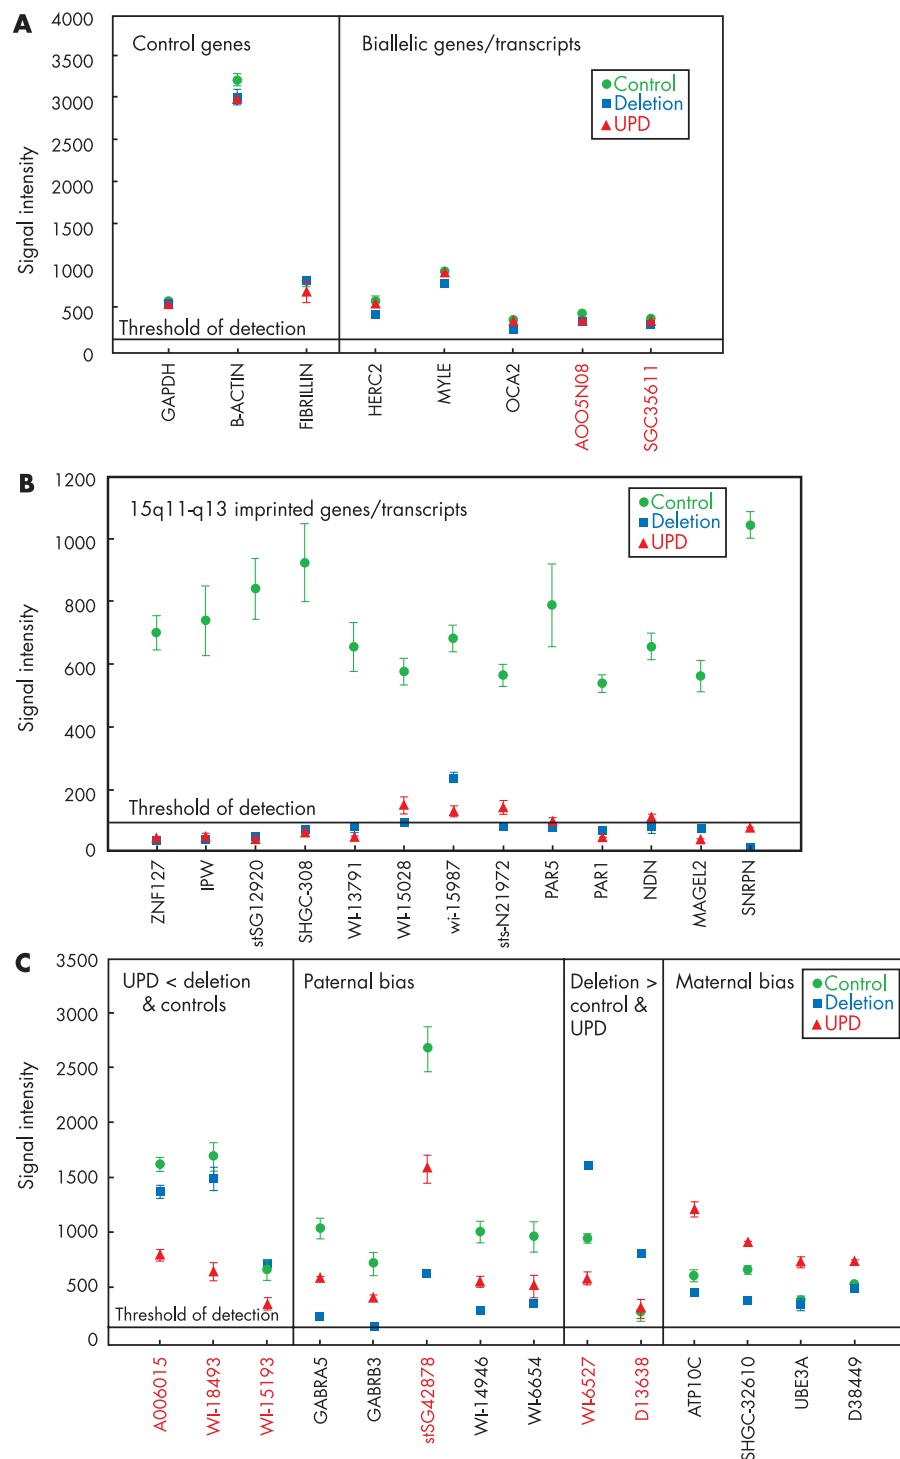 A
4000
3500
3000
2500
2000
1500
1000
500
0
Signal intensity
Control genes
Biallelic genes/transcripts
Control
Deletion
UPD
Threshold of detection
GAPDH
B-ACTIN
FIBRILLIN
HERC2
MYLE
OCA2
AOO5N08
SGC35611
B
1200
1000
800
600
400
200
0
Signal intensity
15q11-q13 imprinted genes/transcripts
Control
Deletion
UPD
Threshold of detection
ZNF127
IPW
stSG12920
SHGC-308
WI-13791
WI-15028
wi-15987
sts-N21972
PAR5
PAR1
NDN
MAGEL2
SNRPN
C
3500
3000
2500
2000
1500
1000
500
0
Signal intensity
UPD < deletion
& controls
Paternal bias
Deletion >
control &
UPD
Maternal bias
Control
Deletion
UPD
Threshold of detection
A006015
WI-18493
WI-15193
GABRA5
GABRB3
stSG42878
WI-14946
WI-6654
WI-6527
D13638
ATP10C
SHGC-32610
UBE3A
D38449